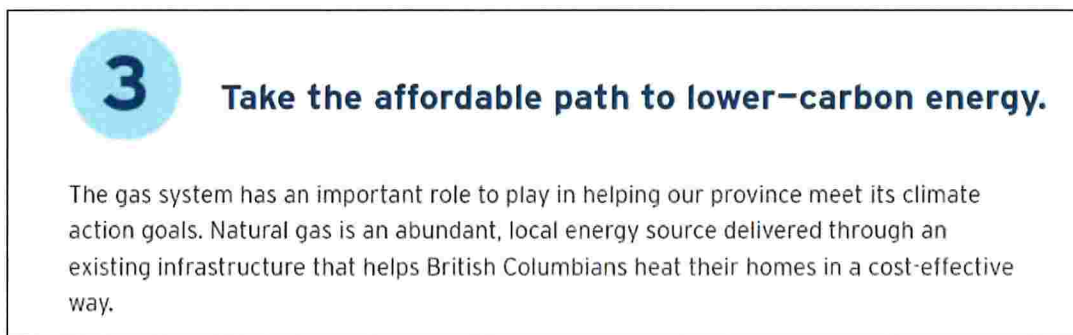 3
Take the affordable path to lower-carbon energy.
The gas system has an important role to play in helping our province meet its climate
action goals. Natural gas is an abundant, local energy source delivered through an
existing infrastructure that helps British Columbians heat their homes in a cost-effective
way.